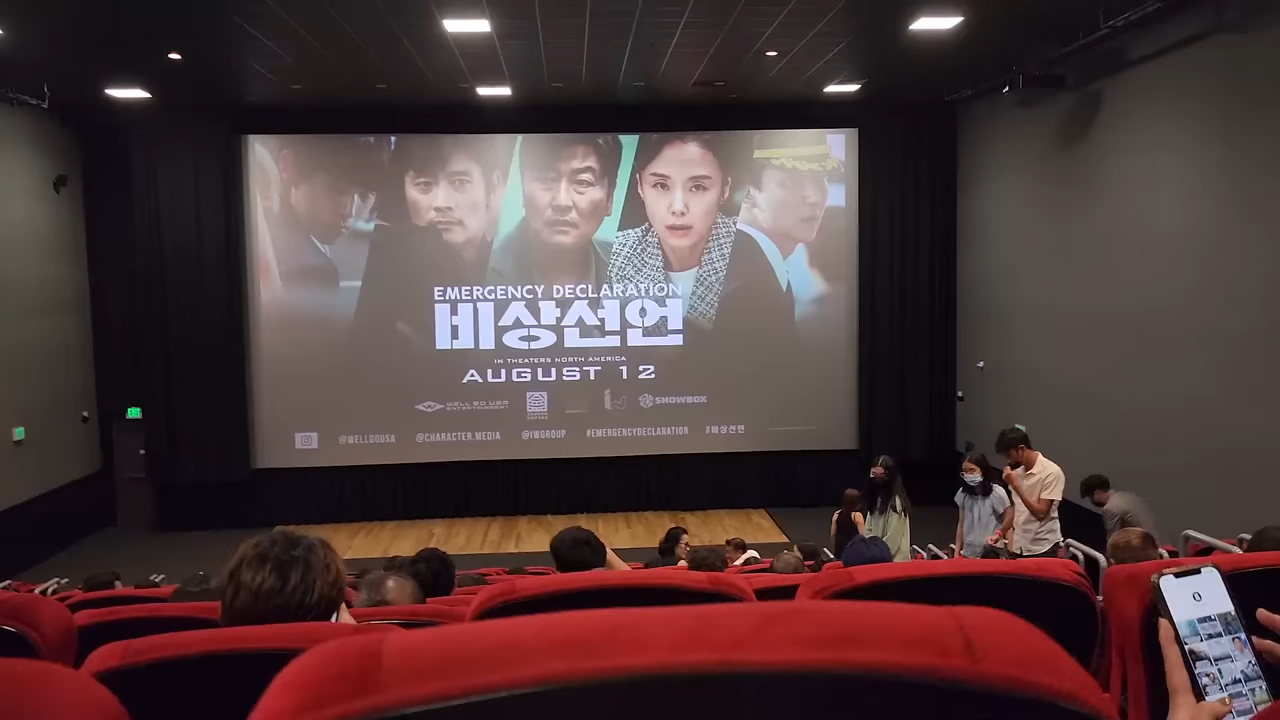 EMERGENCY DECLARATION
비상선언
IN THEATERS NORTH AMERICA
AUGUST 12
WELL GO USA
ENTERTAINMENT
SHOWBOX
@WELLGOUSA @CHARACTER.MEDIA @IWGROUP #EMERGENCYDECLARATION #비상선언
EXIT